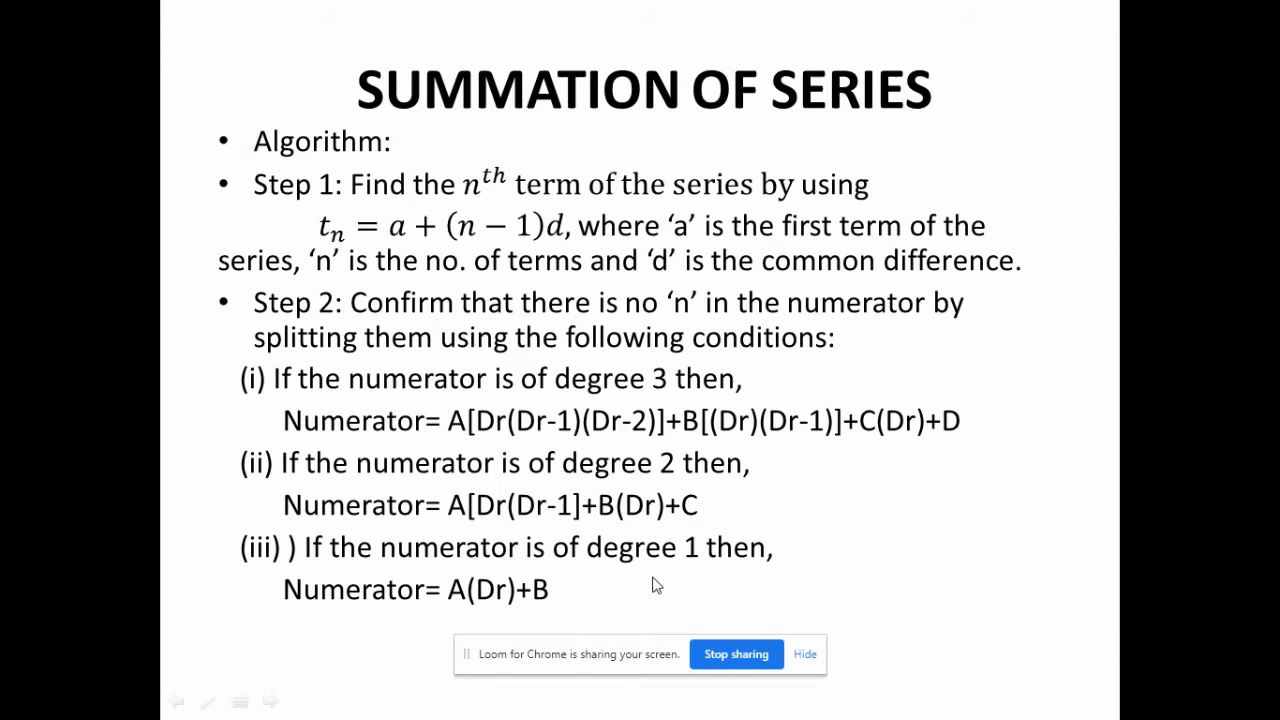 SUMMATION OF SERIES
• Algorithm:
• Step 1: Find the nᵗʰ term of the series by using
tₙ = a + (n − 1)d, where ‘a’ is the first term of the
series, ‘n’ is the no. of terms and ‘d’ is the common difference.
• Step 2: Confirm that there is no ‘n’ in the numerator by
splitting them using the following conditions:
(i) If the numerator is of degree 3 then,
Numerator= A[Dr(Dr-1)(Dr-2)]+B[(Dr)(Dr-1)]+C(Dr)+D
(ii) If the numerator is of degree 2 then,
Numerator= A[Dr(Dr-1]+B(Dr)+C
(iii) ) If the numerator is of degree 1 then,
Numerator= A(Dr)+B
Loom for Chrome is sharing your screen. Stop sharing Hide